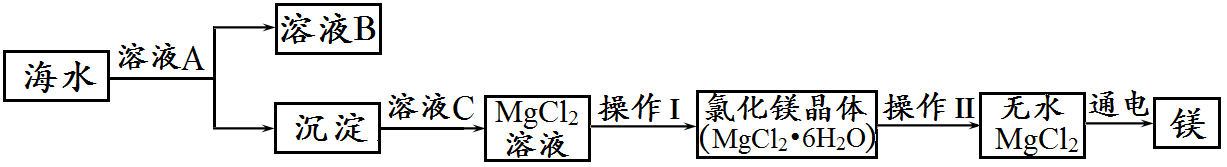 溶液B
海水
溶液A
沉淀
溶液C
MgCl₂
溶液
操作Ⅰ
氯化镁晶体
(MgCl₂•6H₂O)
操作Ⅱ
无水
MgCl₂
通电
镁